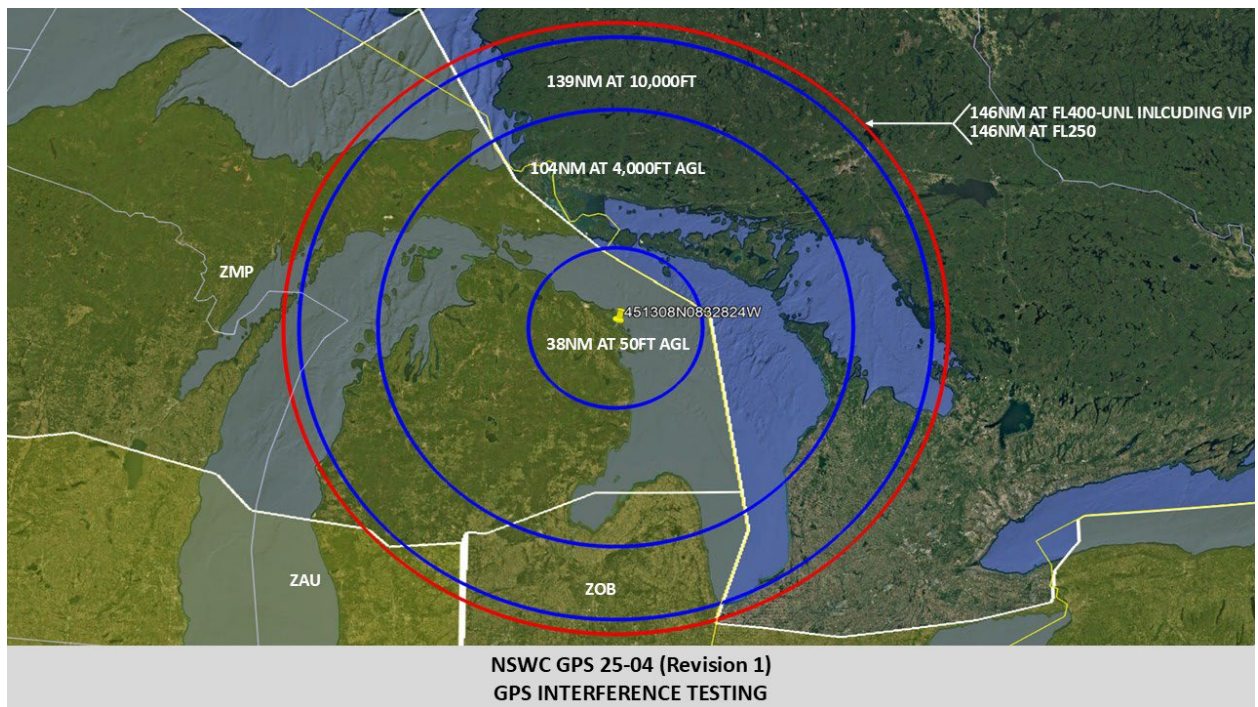 139NM AT 10,000FT
146NM AT FL400-UNL INLCUDING VIP
146NM AT FL250
104NM AT 4,000FT AGL
ZMP
451308N0832824W
38NM AT 50FT AGL
ZAU
ZOB
NSWC GPS 25-04 (Revision 1)
GPS INTERFERENCE TESTING